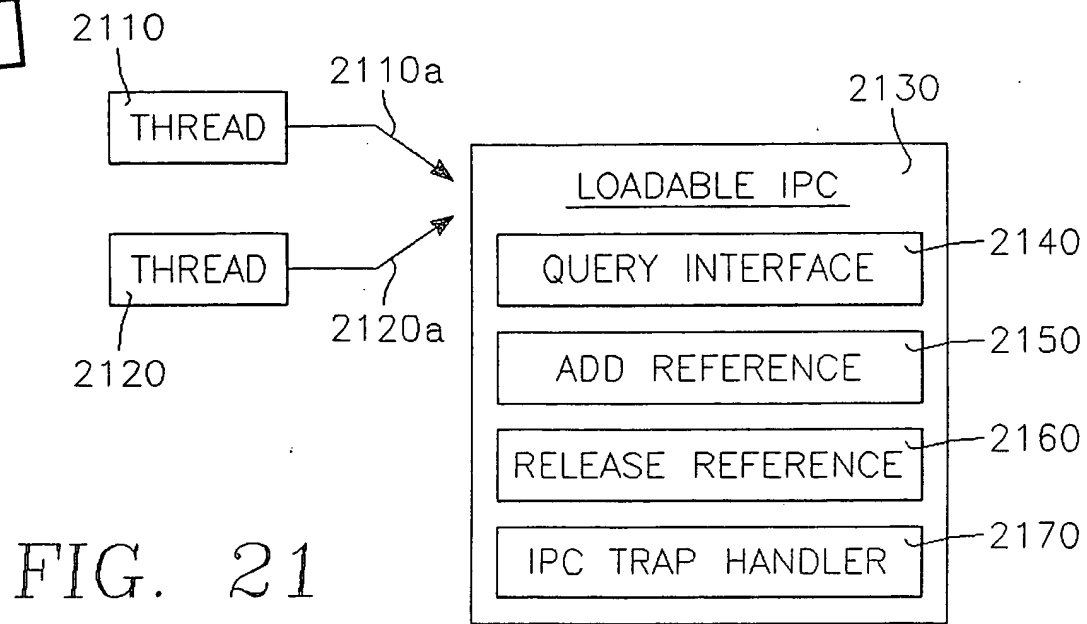 2110
2110a
THREAD
2130
LOADABLE IPC
THREAD
2120a
2120
QUERY INTERFACE
2140
ADD REFERENCE
2150
RELEASE REFERENCE
2160
IPC TRAP HANDLER
2170
FIG. 21